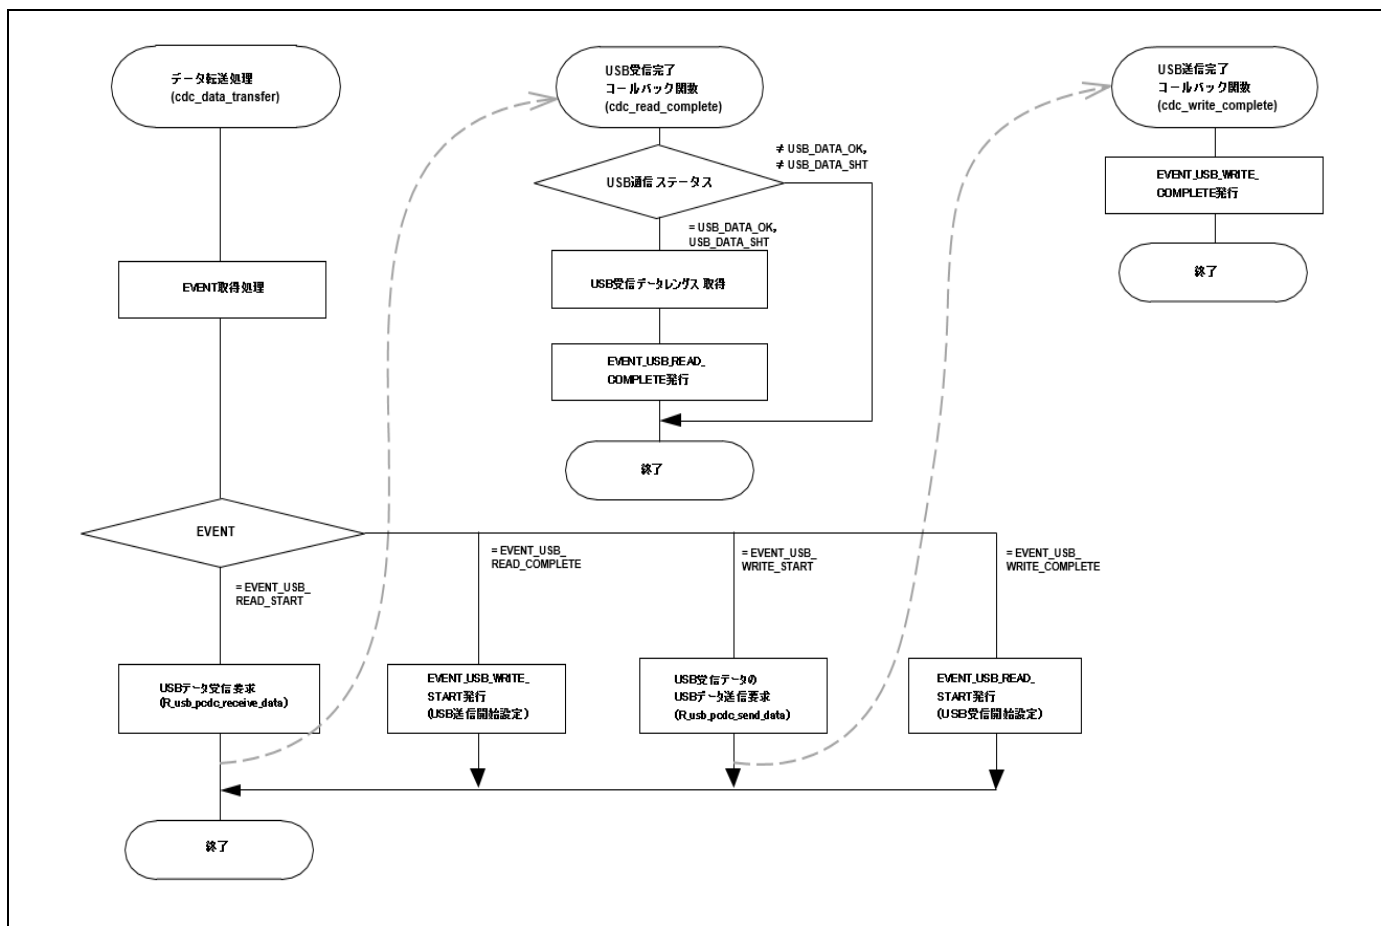 データ転送処理
(cdc_data_transfer)
EVENT取得処理
EVENT
= EVENT_USB_
READ_START
= EVENT_USB_
READ_COMPLETE
= EVENT_USB_
WRITE_START
= EVENT_USB_
WRITE_COMPLETE
USBデータ受信要求
(R_usb_pcdc_receive_data)
EVENT_USB_WRITE_
START発行
(USB送信開始設定)
USB受信データの
USBデータ送信要求
(R_usb_pcdc_send_data)
EVENT_USB_READ_
START発行
(USB受信開始設定)
終了
USB受信完了
コールバック関数
(cdc_read_complete)
USB通信ステータス
≠ USB_DATA_OK,
≠ USB_DATA_SHT
= USB_DATA_OK,
USB_DATA_SHT
USB受信データレングス取得
EVENT_USB_READ_
COMPLETE発行
終了
USB送信完了
コールバック関数
(cdc_write_complete)
EVENT_USB_WRITE_
COMPLETE発行
終了